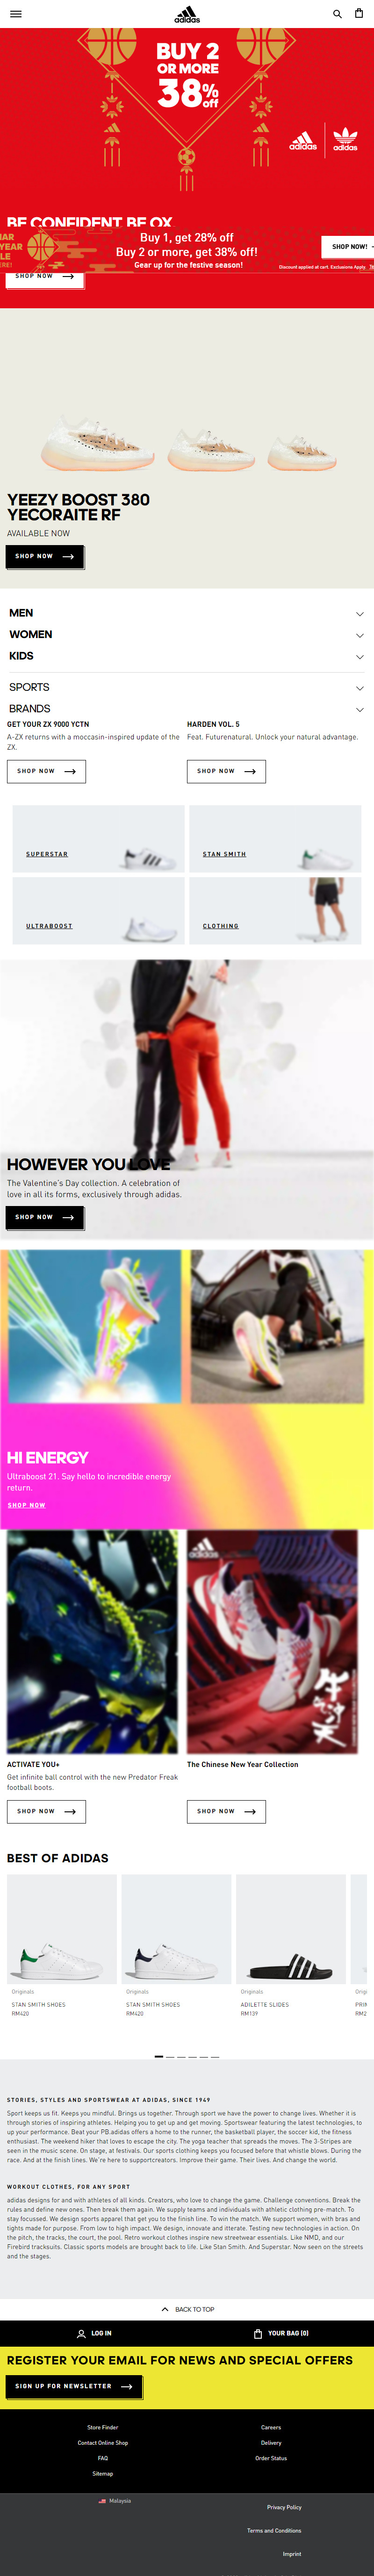 adidas
BUY 2
OR MORE
38%
off
adidas
adidas
BE CONFIDENT BE OX
YEAR
Buy 1, get 28% off
Buy 2 or more, get 38% off!
Gear up for the festive season!
SHOP NOW!
Discount applied at cart. Exclusions Apply.
SHOP NOW
YEEZY BOOST 380
YECORAITE RF
AVAILABLE NOW
SHOP NOW
MEN
WOMEN
KIDS
SPORTS
BRANDS
GET YOUR ZX 9000 YCTN
A-ZX returns with a moccasin-inspired update of the
ZX.
SHOP NOW
HARDEN VOL. 5
Feat. Futurenatural. Unlock your natural advantage.
SHOP NOW
SUPERSTAR
STAN SMITH
ULTRABOOST
CLOTHING
HOWEVER YOU LOVE
The Valentine's Day collection. A celebration of
love in all its forms, exclusively through adidas.
SHOP NOW
HI ENERGY
Ultraboost 21. Say hello to incredible energy
return.
SHOP NOW
adidas
ACTIVATE YOU+
Get infinite ball control with the new Predator Freak
football boots.
SHOP NOW
The Chinese New Year Collection
SHOP NOW
BEST OF ADIDAS
Originals
STAN SMITH SHOES
RM420
Originals
STAN SMITH SHOES
RM420
Originals
ADILETTE SLIDES
RM139
Origi
PRIM
RM2
STORIES, STYLES AND SPORTSWEAR AT ADIDAS, SINCE 1949
Sport keeps us fit. Keeps you mindful. Brings us together. Through sport we have the power to change lives. Whether it is
through stories of inspiring athletes. Helping you to get up and get moving. Sportswear featuring the latest technologies, to
up your performance. Beat your PB.adidas offers a home to the runner, the basketball player, the soccer kid, the fitness
enthusiast. The weekend hiker that loves to escape the city. The yoga teacher that spreads the moves. The 3-Stripes are
seen in the music scene. On stage, at festivals. Our sports clothing keeps you focused before that whistle blows. During the
race. And at the finish lines. We're here to supportcreators. Improve their game. Their lives. And change the world.
WORKOUT CLOTHES, FOR ANY SPORT
adidas designs for and with athletes of all kinds. Creators, who love to change the game. Challenge conventions. Break the
rules and define new ones. Then break them again. We supply teams and individuals with athletic clothing pre-match. To
stay focussed. We design sports apparel that get you to the finish line. To win the match. We support women, with bras and
tights made for purpose. From low to high impact. We design, innovate and itterate. Testing new technologies in action. On
the pitch, the tracks, the court, the pool. Retro workout clothes inspire new streetwear essentials. Like NMD, and our
Firebird tracksuits. Classic sports models are brought back to life. Like Stan Smith. And Superstar. Now seen on the streets
and the stages.
BACK TO TOP
LOG IN
YOUR BAG (0)
REGISTER YOUR EMAIL FOR NEWS AND SPECIAL OFFERS
SIGN UP FOR NEWSLETTER
Store Finder
Careers
Contact Online Shop
Delivery
FAQ
Order Status
Sitemap
Malaysia
Privacy Policy
Terms and Conditions
Imprint